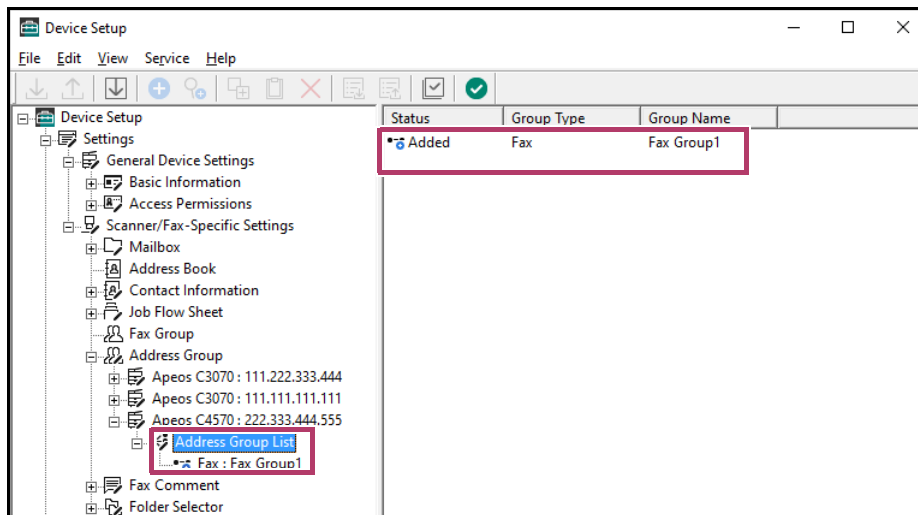 Device Setup
File Edit View Service Help
Device Setup
Settings
General Device Settings
Basic Information
Access Permissions
Scanner/Fax-Specific Settings
Mailbox
Address Book
Contact Information
Job Flow Sheet
Fax Group
Address Group
Apeos C3070 : 111.222.333.444
Apeos C3070 : 111.111.111.111
Apeos C4570 : 222.333.444.555
Address Group List
Fax : Fax Group1
Fax Comment
Folder Selector
Status Group Type Group Name
Added Fax Fax Group1